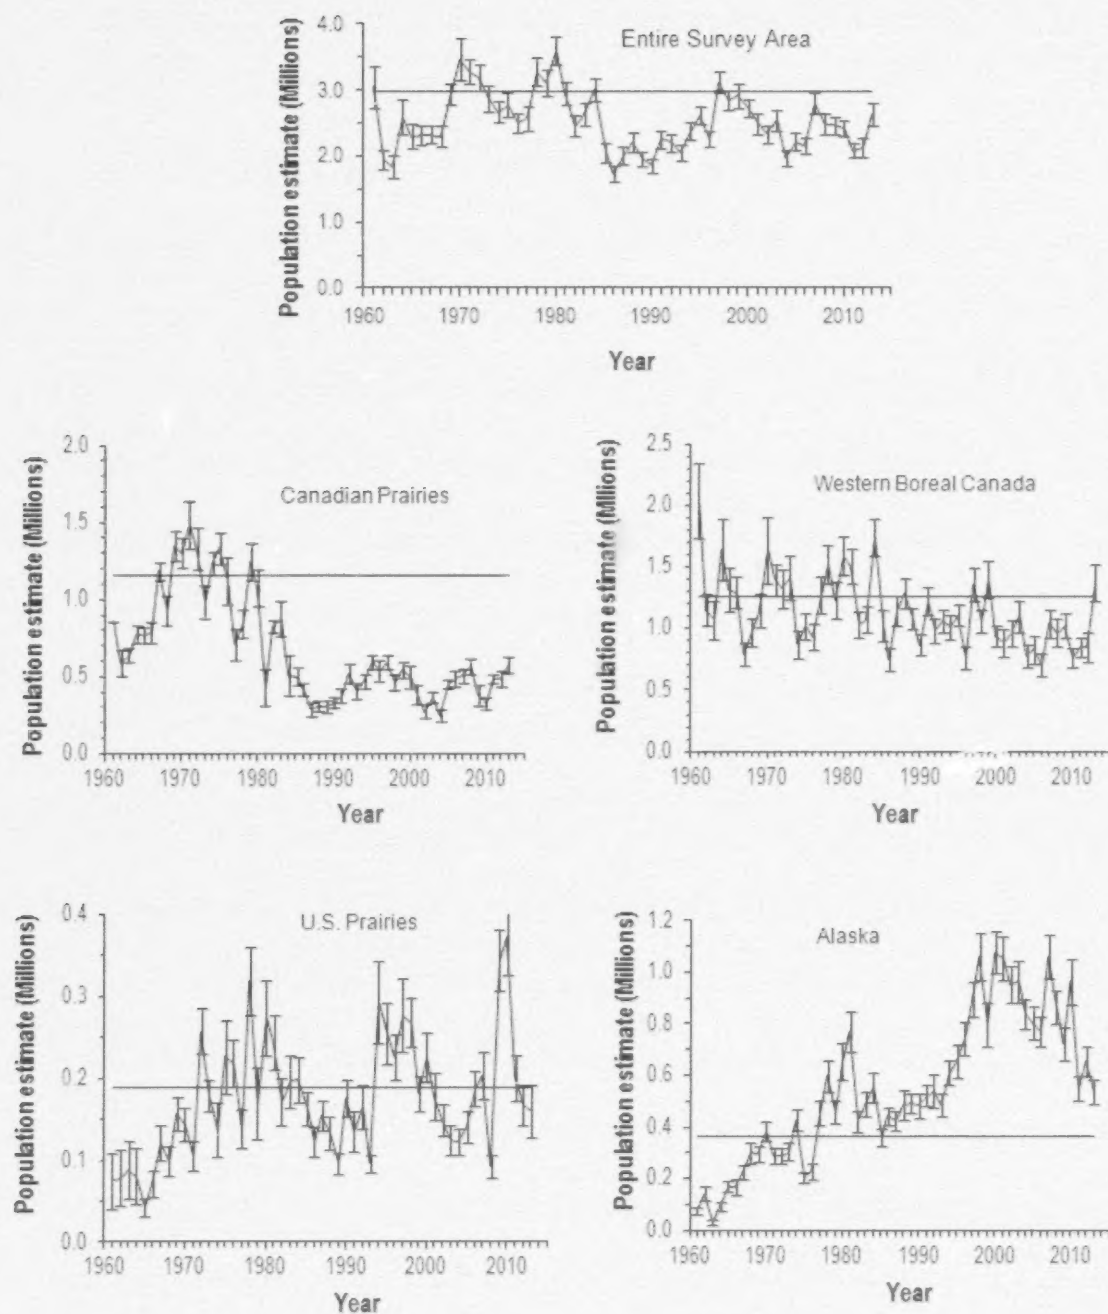 Entire Survey Area
Population estimate (Millions)
4.0
3.0
2.0
1.0
0.0
1960 1970 1980 1990 2000 2010
Year
Canadian Prairies
Population estimate (Millions)
2.0
1.5
1.0
0.5
0.0
1960 1970 1980 1990 2000 2010
Year
Western Boreal Canada
Population estimate (Millions)
2.5
2.0
1.5
1.0
0.5
0.0
1960 1970 1980 1990 2000 2010
Year
U.S. Prairies
Population estimate (Millions)
0.4
0.3
0.2
0.1
0.0
1960 1970 1980 1990 2000 2010
Year
Alaska
Population estimate (Millions)
1.2
1.0
0.8
0.6
0.4
0.2
0.0
1960 1970 1980 1990 2000 2010
Year